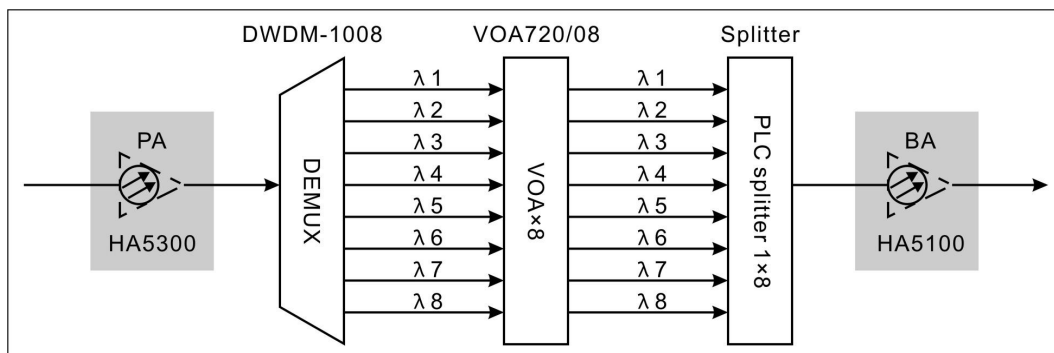 DWDM-1008
VOA720/08
Splitter
PA
HA5300
DEMUX
λ 1
λ 2
λ 3
λ 4
λ 5
λ 6
λ 7
λ 8
VOA×8
λ 1
λ 2
λ 3
λ 4
λ 5
λ 6
λ 7
λ 8
PLC splitter 1×8
BA
HA5100